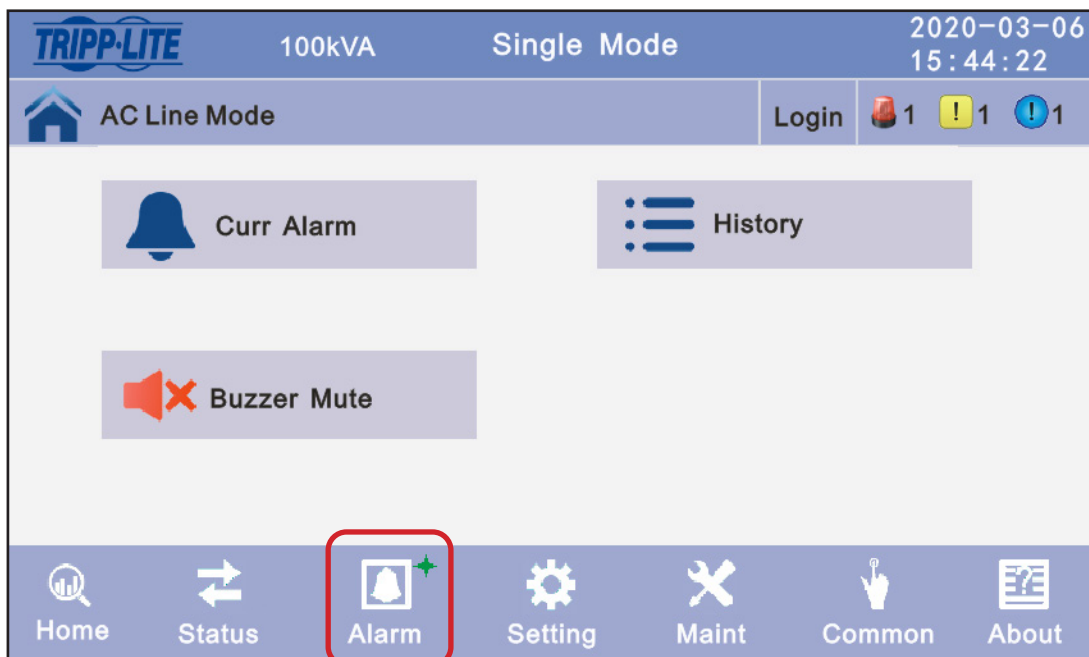 TRIPP·LITE 100kVA Single Mode 2020-03-06
15:44:22
AC Line Mode Login 1 ! 1 ! 1
Curr Alarm History
Buzzer Mute
Home Status Alarm Setting Maint Common About